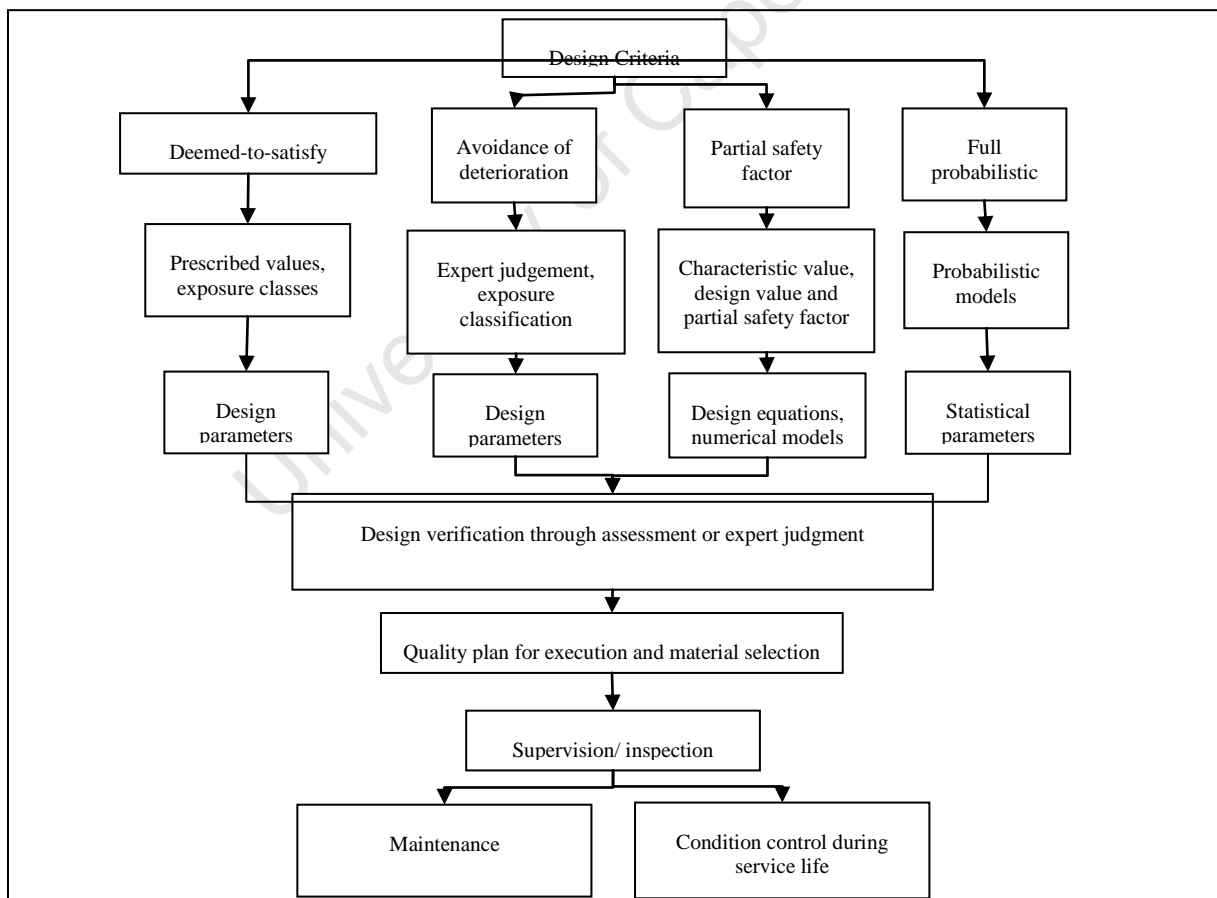 Design Criteria
Deemed-to-satisfy
Avoidance of
deterioration
Partial safety
factor
Full
probabilistic
Prescribed values,
exposure classes
Expert judgement,
exposure
classification
Characteristic value,
design value and
partial safety factor
Probabilistic
models
Design
parameters
Design
parameters
Design equations,
numerical models
Statistical
parameters
Design verification through assessment or expert judgment
Quality plan for execution and material selection
Supervision/ inspection
Maintenance
Condition control during
service life